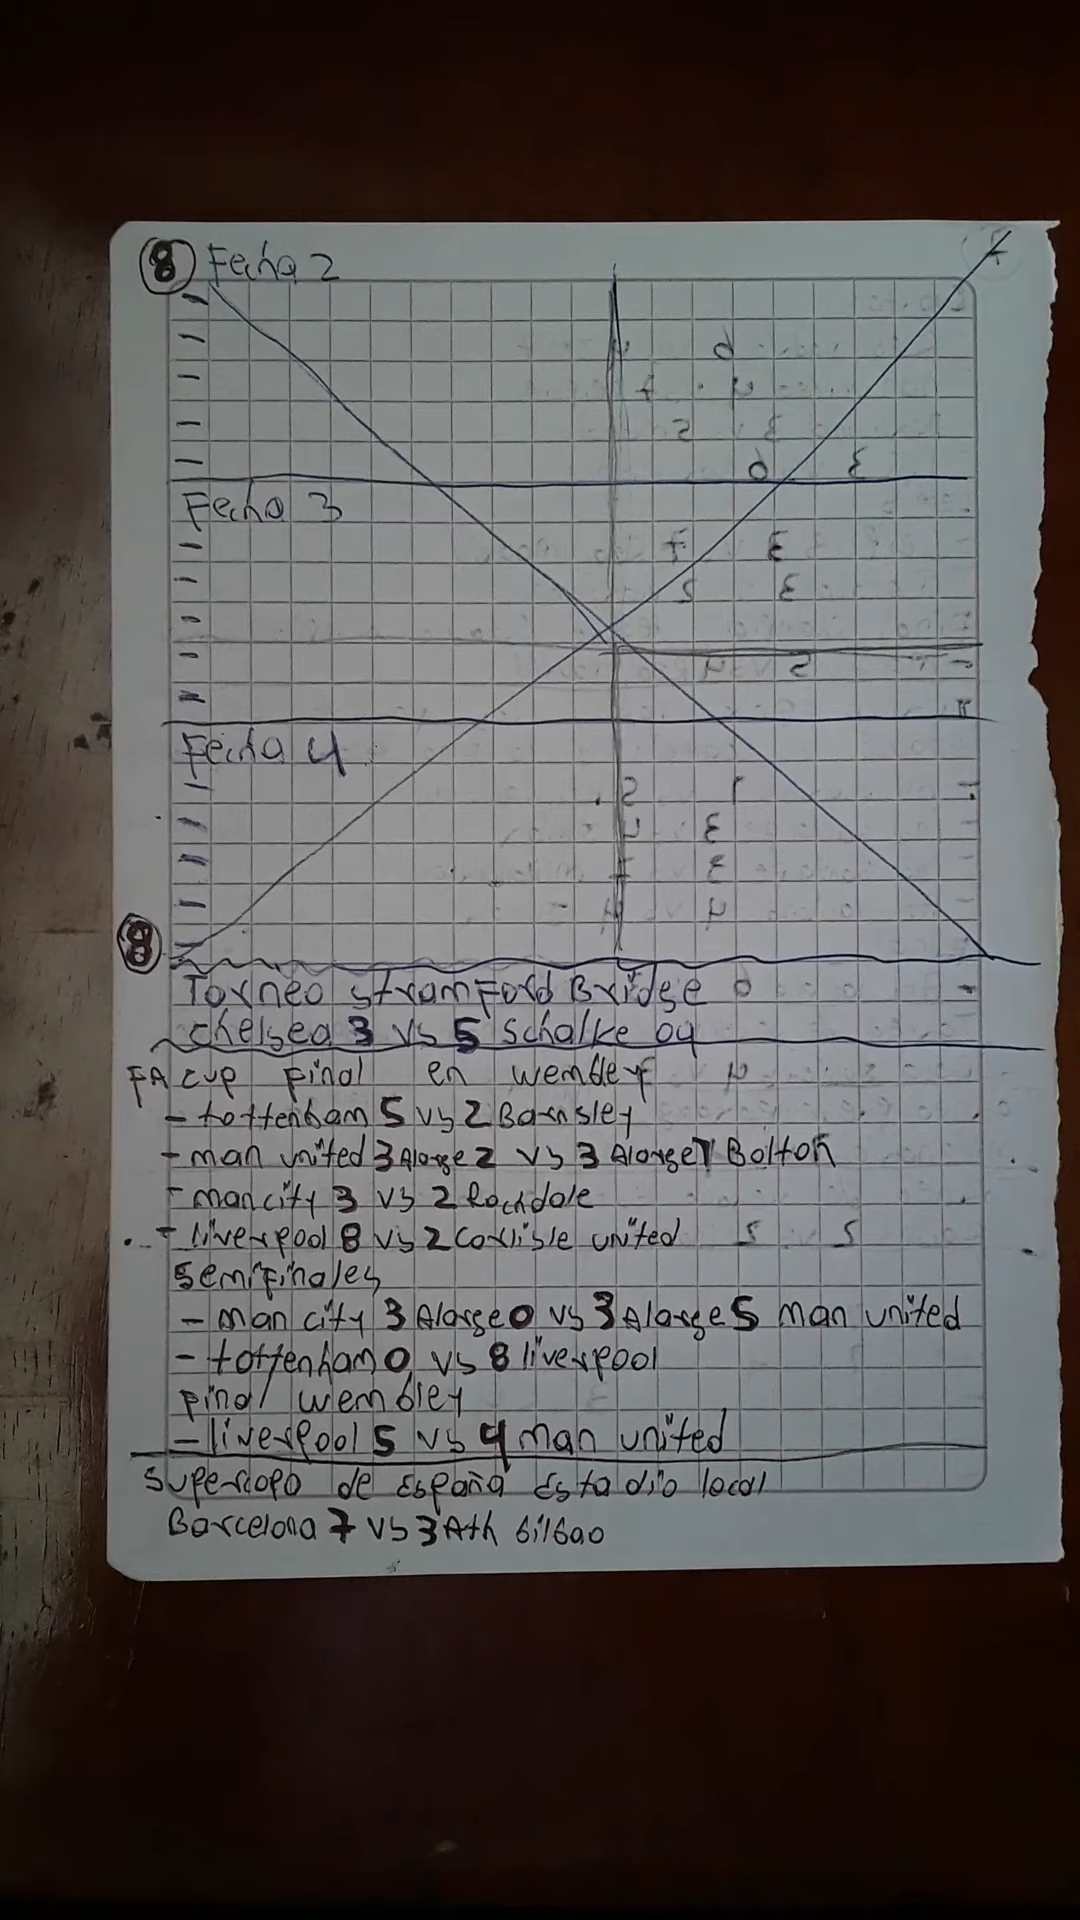 8 Fecha 2
Fecha 3
Fecha 4
8
Torneo stramford Bridge
Chelsea 3 vs 5 Schalke 04
FA cup Final en wembley
- tottenham 5 vs 2 Barnsley
- man united 3 Alarge 2 vs 3 Alarge 1 Bolton
- man city 3 vs 2 Rochdale
- liverpool 8 vs 2 Carlisle united
semifinales
- man city 3 Alarge 0 vs 3 Alarge 5 man united
- tottenham 0 vs 8 liverpool
Final wembley
- liverpool 5 vs 4 man united
Supercopa de España Estadio local
Barcelona 7 vs 3 Ath Bilbao